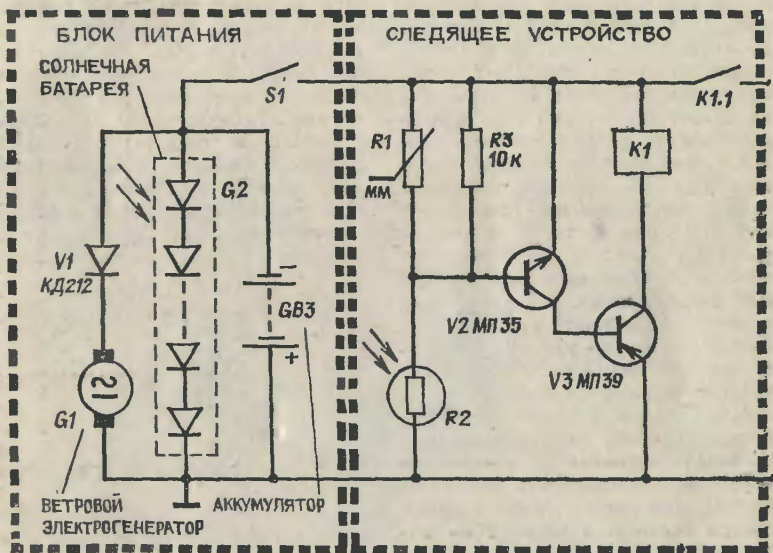 БЛОК ПИТАНИЯ
СЛЕДЯЩЕЕ УСТРОЙСТВО
СОЛНЕЧНАЯ
БАТАРЕЯ
S1
K1.1
R1
R3
10к
K1
мм
G2
V1
КД212
−
GB3
+
V2 МП35
V3 МП39
G1
R2
ВЕТРОВОЙ
ЭЛЕКТРОГЕНЕРАТОР
АККУМУЛЯТОР